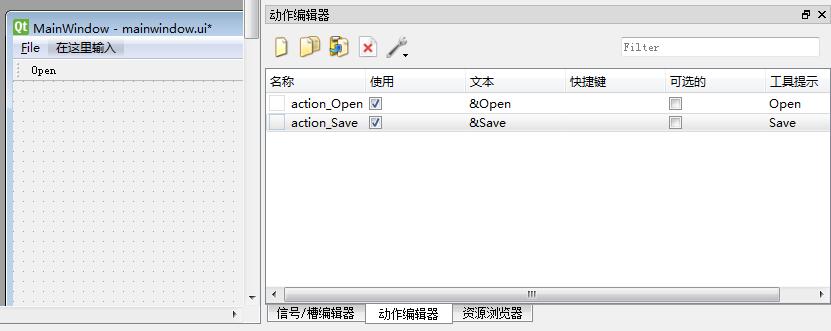 Qt MainWindow - mainwindow.ui*
File 在这里输入
Open
动作编辑器
Filter
名称 使用 文本 快捷键 可选的 工具提示
action_Open &Open Open
action_Save &Save Save
信号/槽编辑器 动作编辑器 资源浏览器